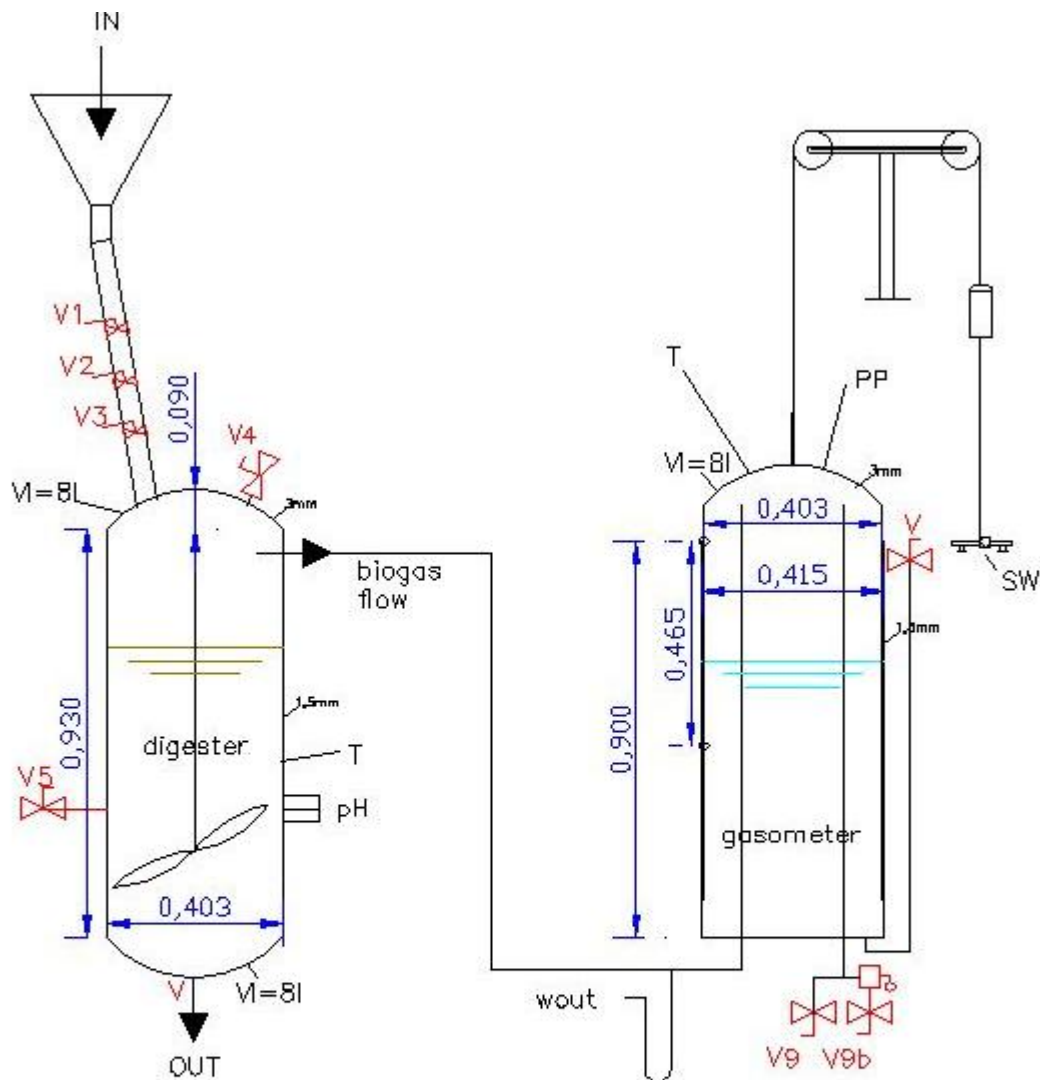 IN
V1
V2
V3
0,090
V4
Vl=8l
3mm
biogas
flow
0,930
1.5mm
digester
T
V5
pH
0,403
V
Vl=8l
OUT
T
PP
Vl=8l
3mm
0,403
V
SW
0,415
0,465
0,900
gasometer
wout
V9
V9b